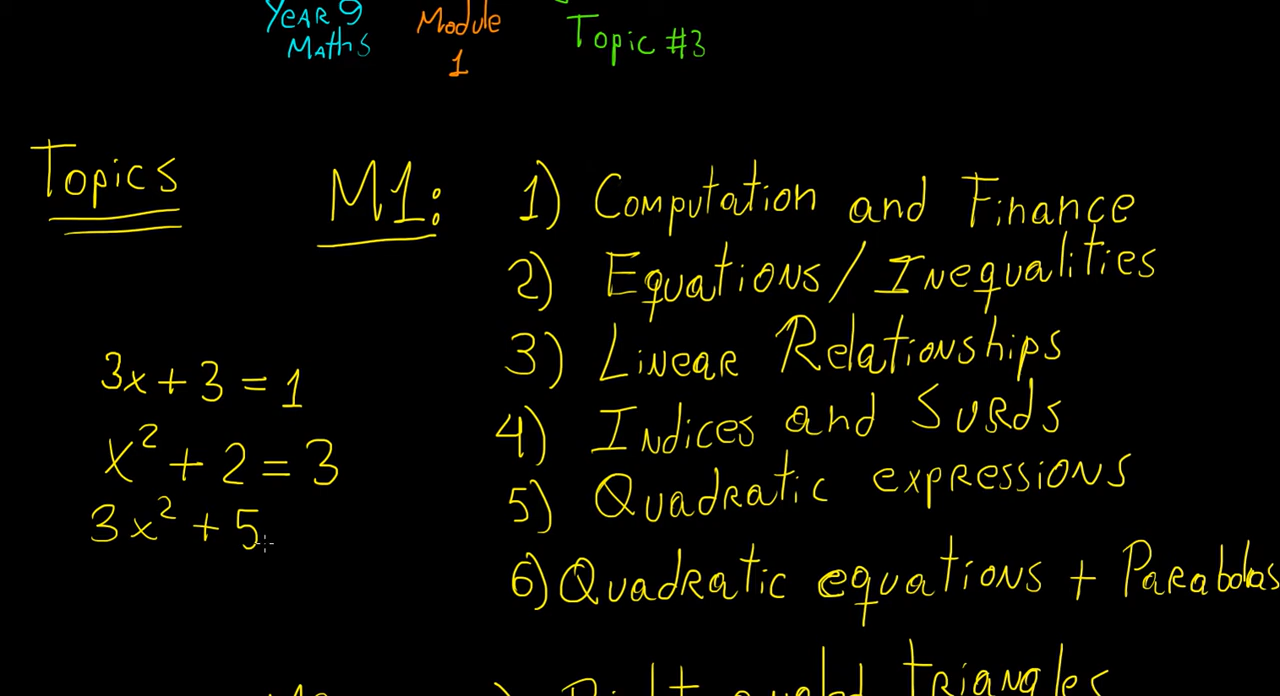 Year 9 Maths
Module 1
Topic #3
Topics
M1:
1) Computation and Finance
2) Equations/Inequalities
3) Linear Relationships
4) Indices and Surds
5) Quadratic expressions
6) Quadratic equations + Parabolas
3x + 3 = 1
x² + 2 = 3
3x² + 5
triangles